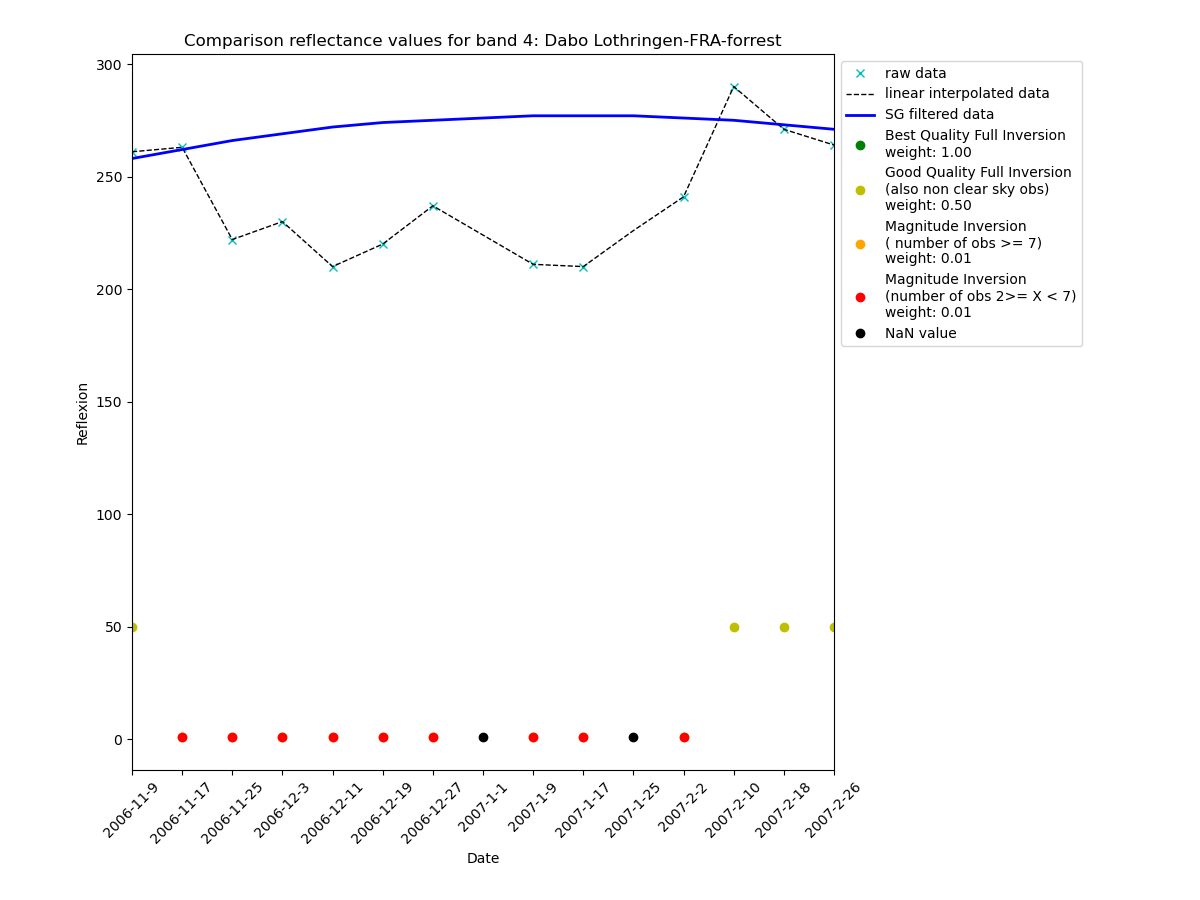 Comparison reflectance values for band 4: Dabo Lothringen-FRA-forrest
300
250
200
150
100
50
0
Reflexion
2006-11-9
2006-11-17
2006-11-25
2006-12-3
2006-12-11
2006-12-19
2006-12-27
2007-1-1
2007-1-9
2007-1-17
2007-1-25
2007-2-2
2007-2-10
2007-2-18
2007-2-26
Date
raw data
linear interpolated data
SG filtered data
Best Quality Full Inversion
weight: 1.00
Good Quality Full Inversion
(also non clear sky obs)
weight: 0.50
Magnitude Inversion
( number of obs >= 7)
weight: 0.01
Magnitude Inversion
(number of obs 2>= X < 7)
weight: 0.01
NaN value